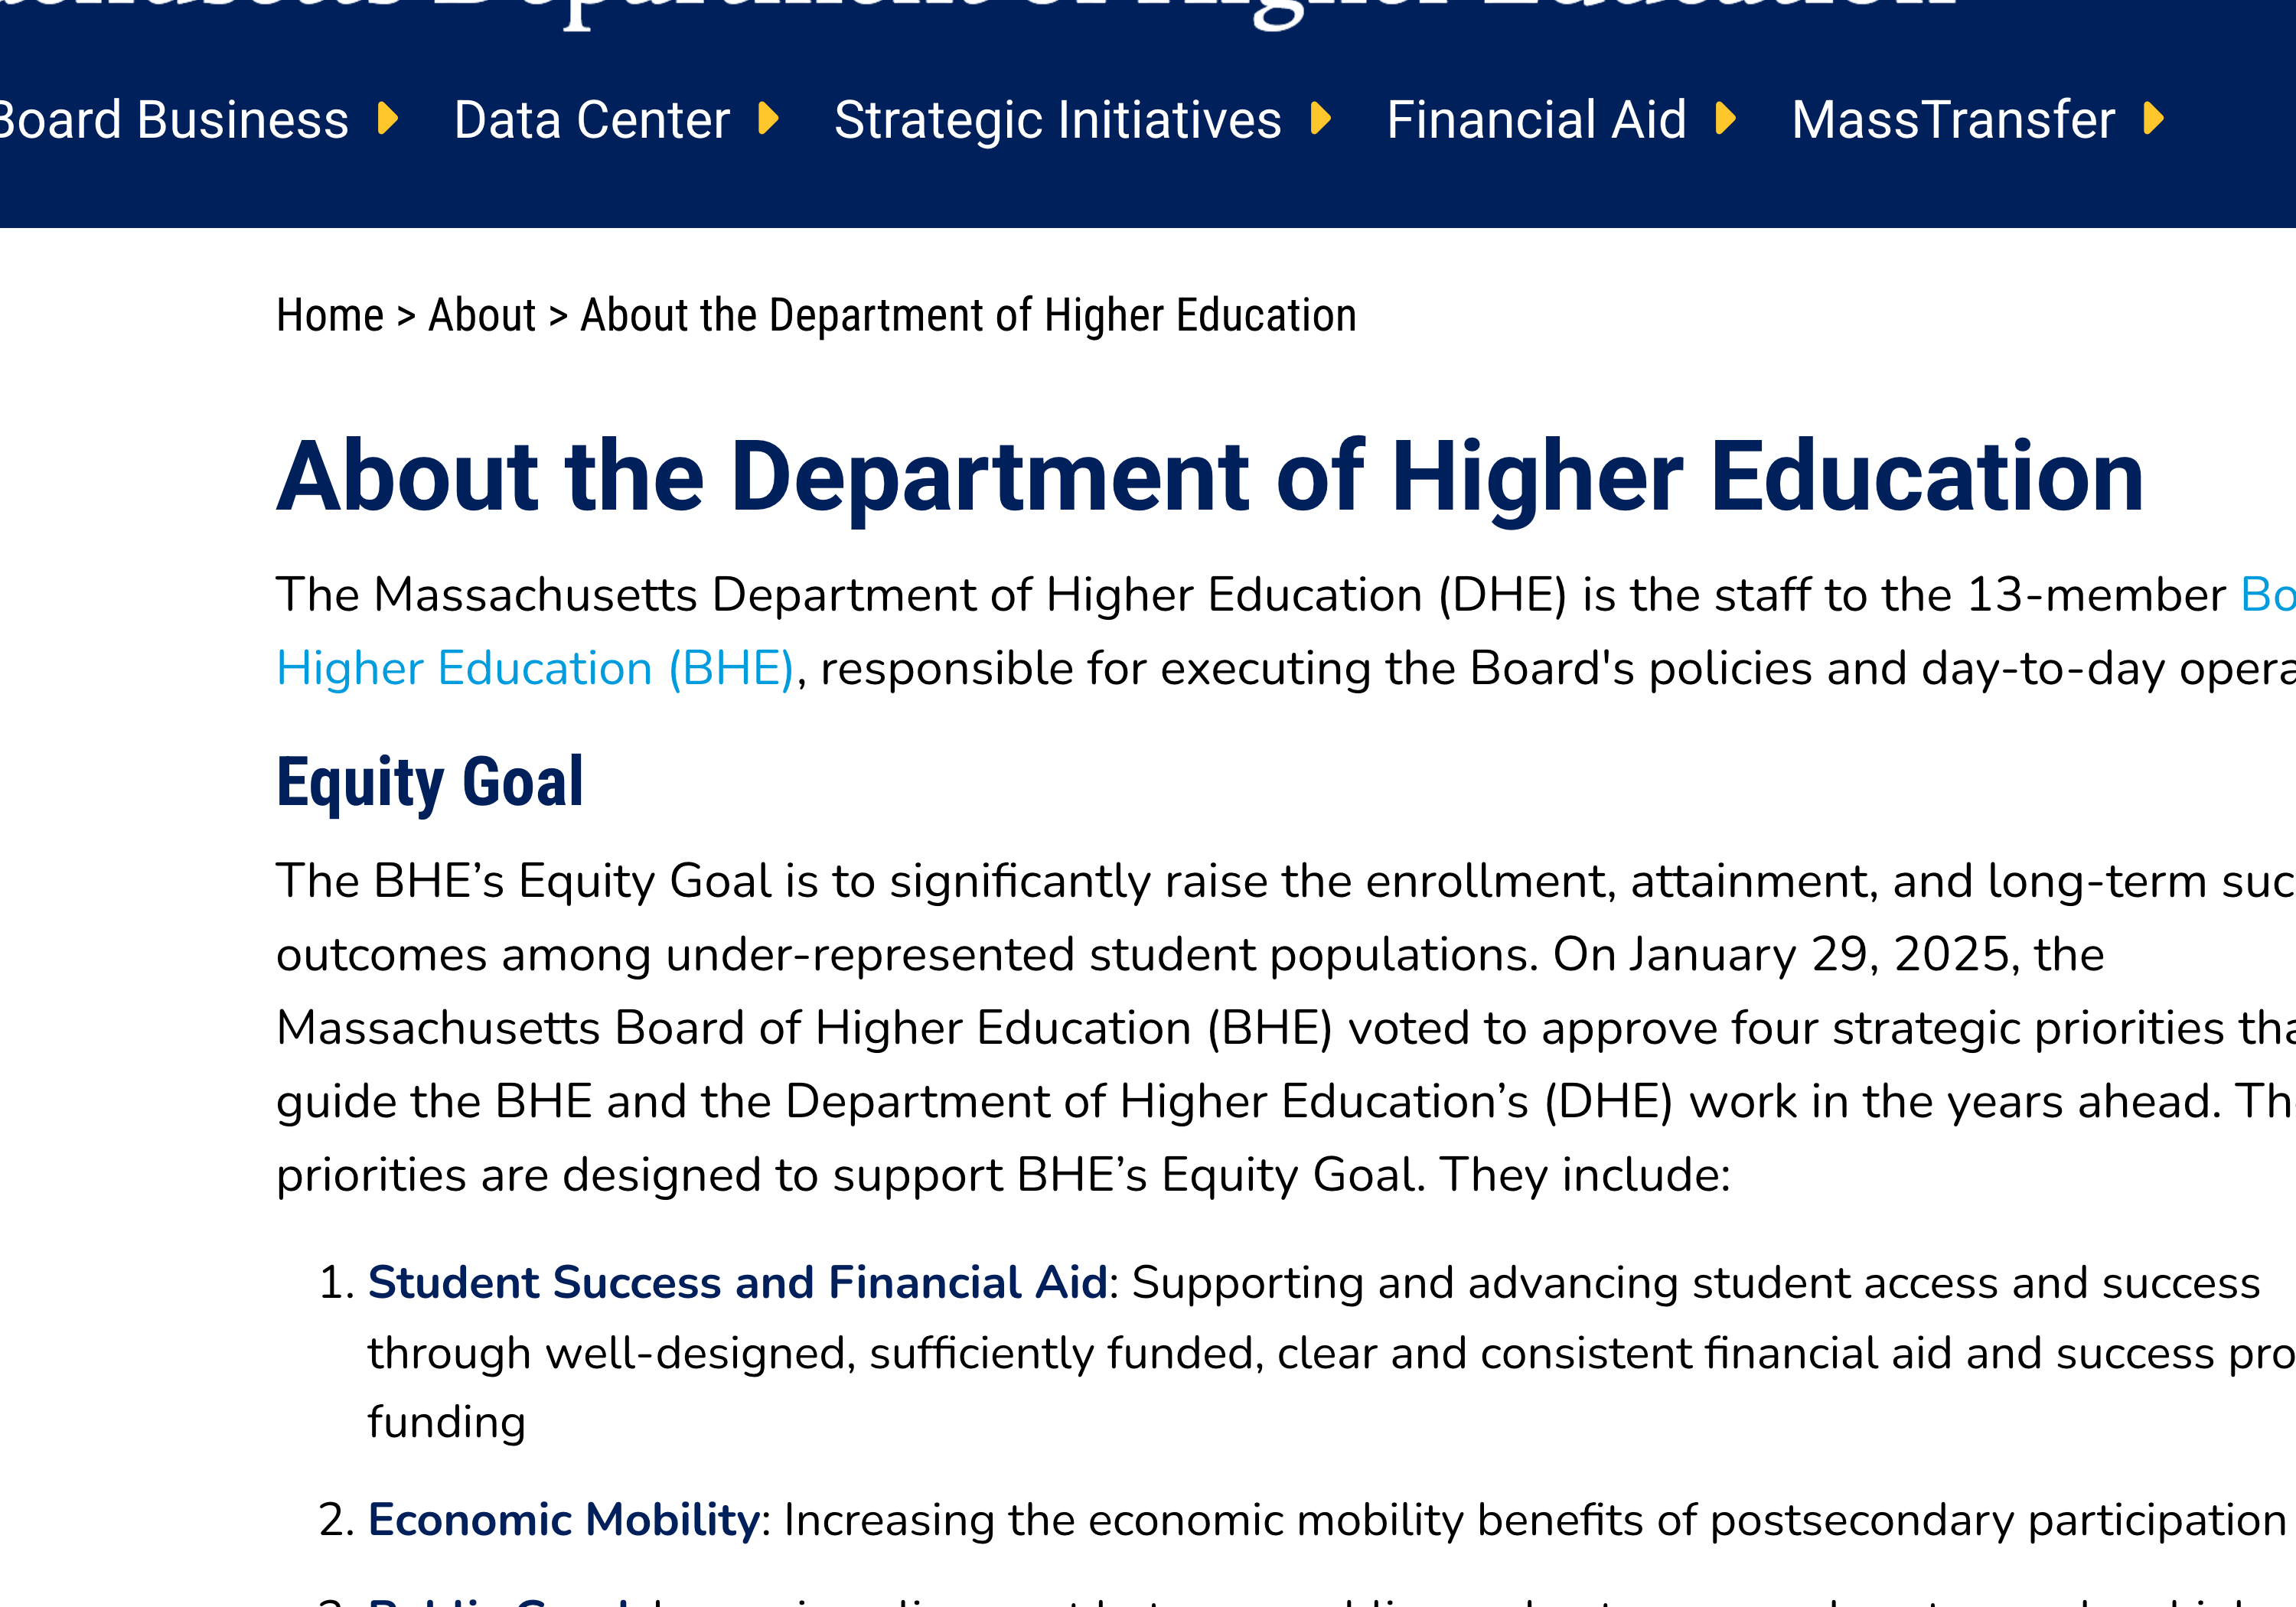 Department of Higher Education
Board Business Data Center Strategic Initiatives Financial Aid MassTransfer
Home > About > About the Department of Higher Education
About the Department of Higher Education
The Massachusetts Department of Higher Education (DHE) is the staff to the 13-member
Higher Education (BHE), responsible for executing the Board's policies and day-to-day
Equity Goal
The BHE’s Equity Goal is to significantly raise the enrollment, attainment, and long-term
outcomes among under-represented student populations. On January 29, 2025, the
Massachusetts Board of Higher Education (BHE) voted to approve four strategic priorities
guide the BHE and the Department of Higher Education’s (DHE) work in the years ahead.
priorities are designed to support BHE’s Equity Goal. They include:
1. Student Success and Financial Aid: Supporting and advancing student access and success
through well-designed, sufficiently funded, clear and consistent financial aid and success
funding
2. Economic Mobility: Increasing the economic mobility benefits of postsecondary participation